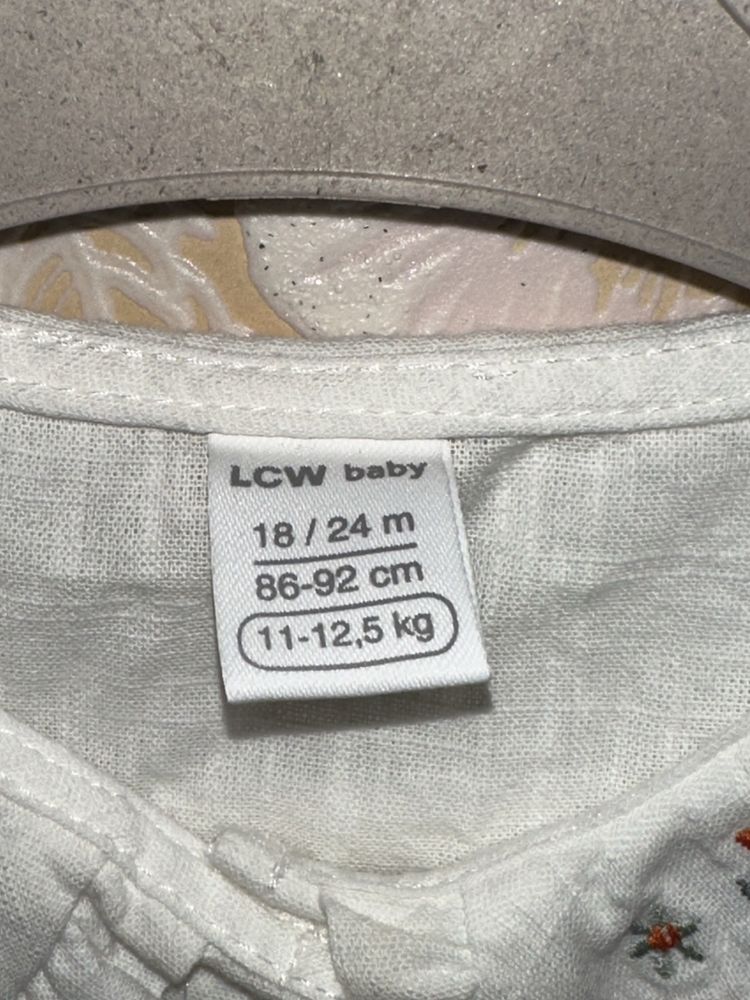 LCW baby
18 / 24 m
86-92 cm
11-12,5 kg